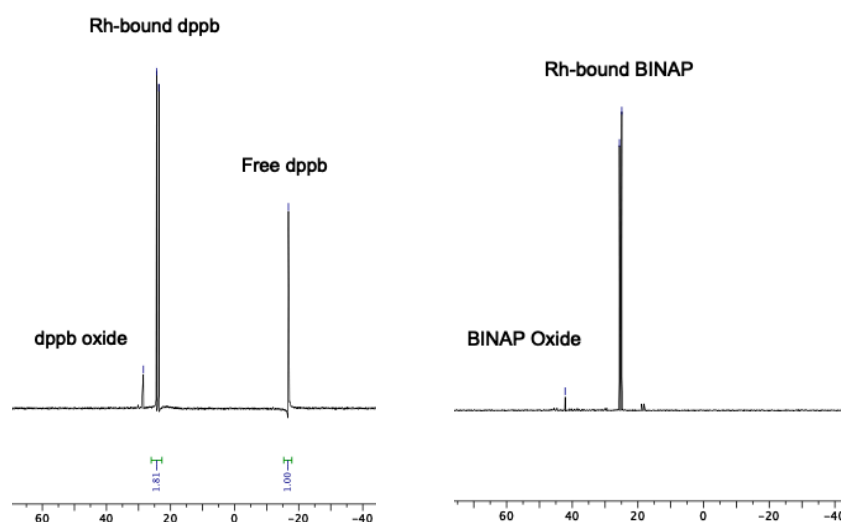 Rh-bound dppb
Free dppb
dppb oxide
1.81
1.00
60 40 20 0 -20 -40
Rh-bound BINAP
BINAP Oxide
60 40 20 0 -20 -40